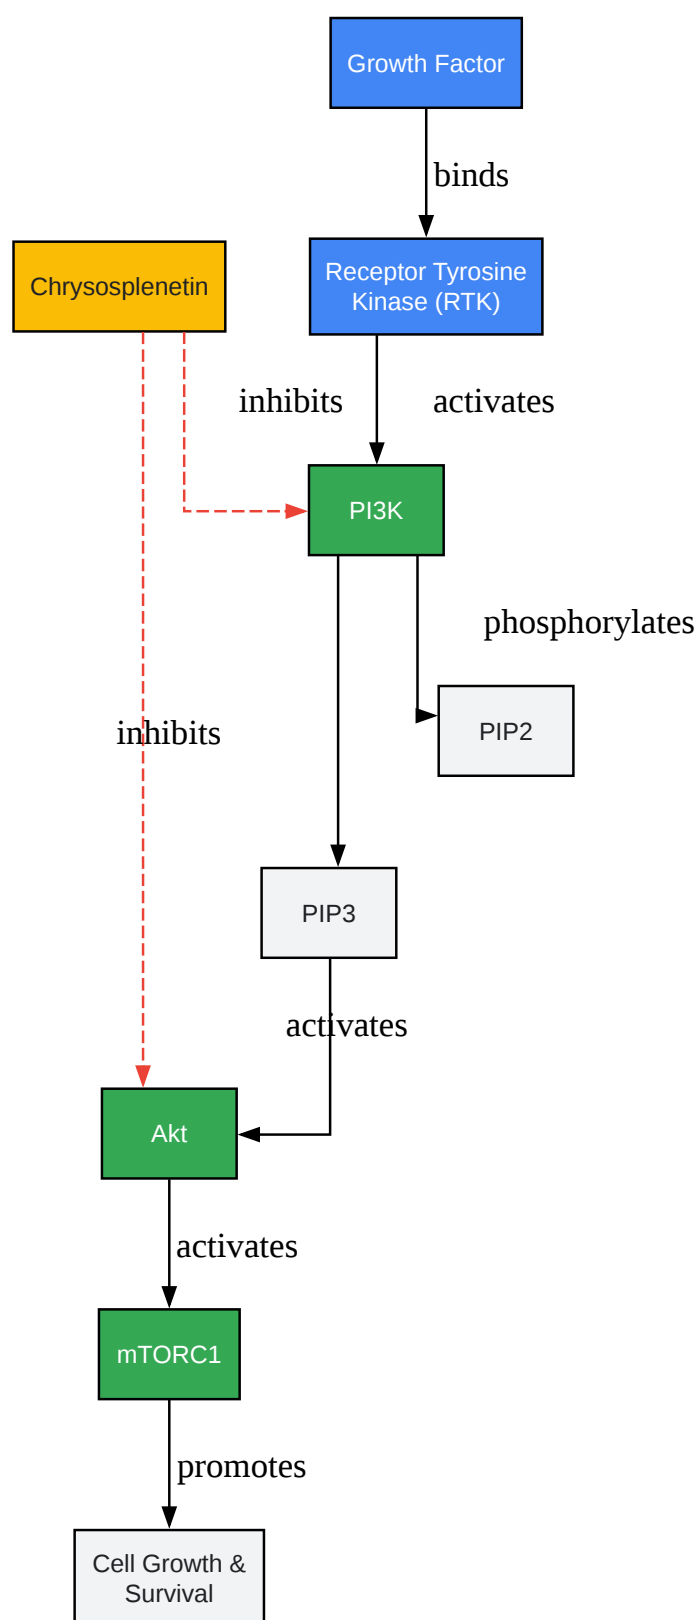 Growth Factor
binds
Chrysosplenetin
Receptor Tyrosine
Kinase (RTK)
inhibits
activates
PI3K
phosphorylates
inhibits
PIP2
PIP3
activates
Akt
activates
mTORC1
promotes
Cell Growth &
Survival